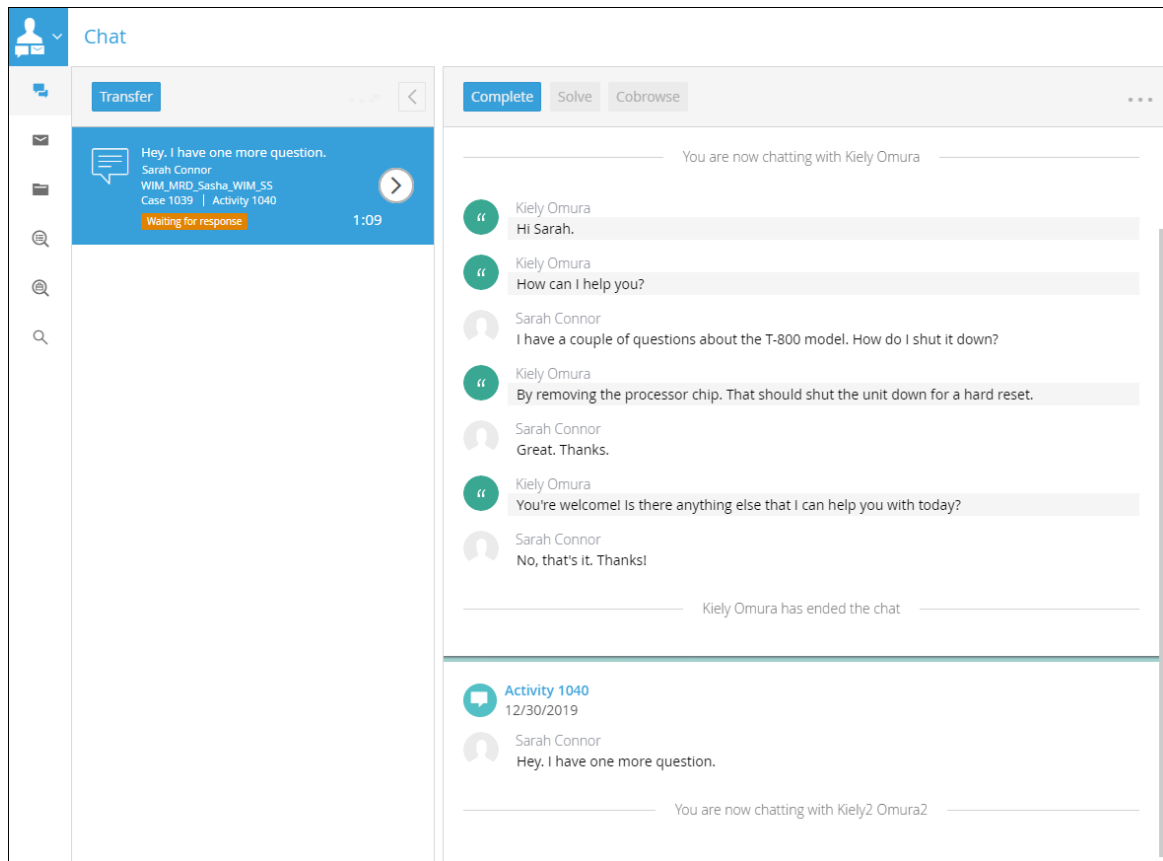 Chat
Transfer
Hey. I have one more question.
Sarah Connor
WIM_MRD_Sasha_WIM_SS
Case 1039 | Activity 1040
Waiting for response
1:09
Complete
Solve
Cobrowse
You are now chatting with Kiely Omura
Kiely Omura
Hi Sarah.
Kiely Omura
How can I help you?
Sarah Connor
I have a couple of questions about the T-800 model. How do I shut it down?
Kiely Omura
By removing the processor chip. That should shut the unit down for a hard reset.
Sarah Connor
Great. Thanks.
Kiely Omura
You're welcome! Is there anything else that I can help you with today?
Sarah Connor
No, that's it. Thanks!
Kiely Omura has ended the chat
Activity 1040
12/30/2019
Sarah Connor
Hey. I have one more question.
You are now chatting with Kiely2 Omura2